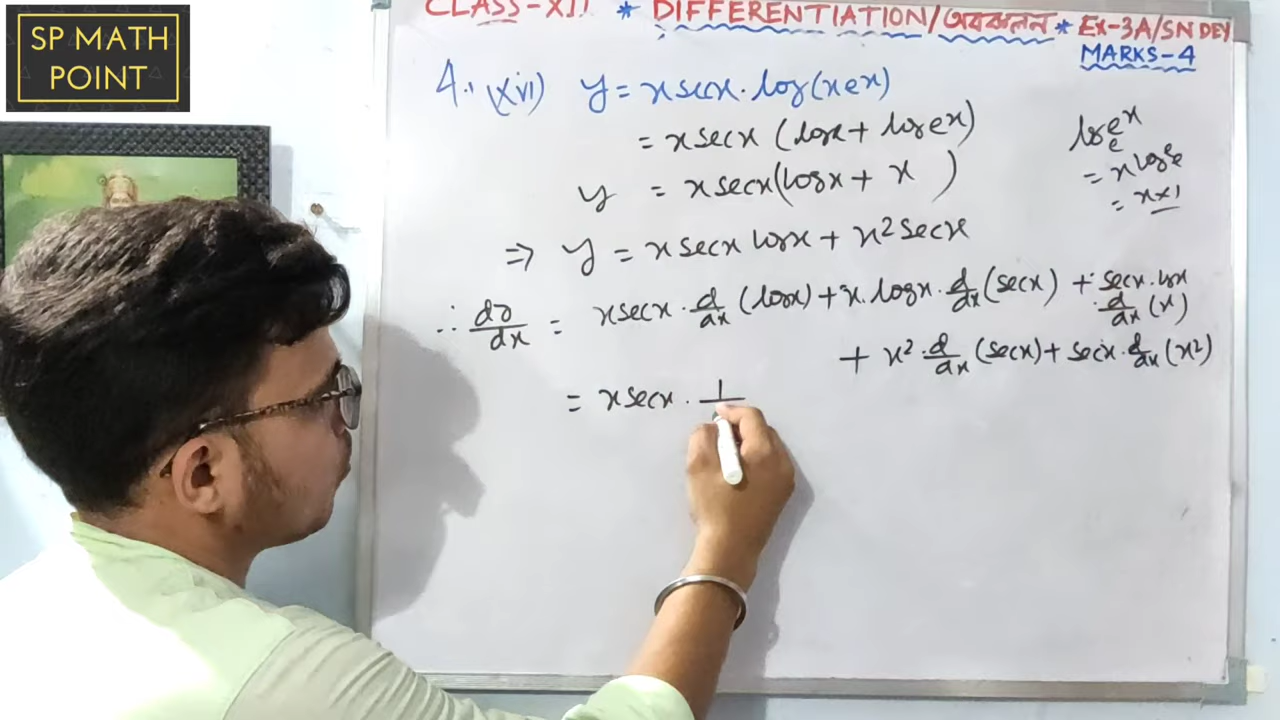 SP MATH
POINT
CLASS-XII * DIFFERENTIATION/অবকলন * EX-3A/SN DEY
MARKS-4
4.(xvi) y = x secx. log(xeˣ)
= x secx (logx + logeˣ)
y = x secx(logx + x )
⇒ y = x secx logx + x² secx
∴ dy/dx = x secx. d/dx (logx) + x. logx. d/dx (secx) + secx. logx . d/dx (x)
+ x². d/dx (secx) + secx. d/dx (x²)
= x secx. 1/
logₑeˣ
= x logₑe
= x×1